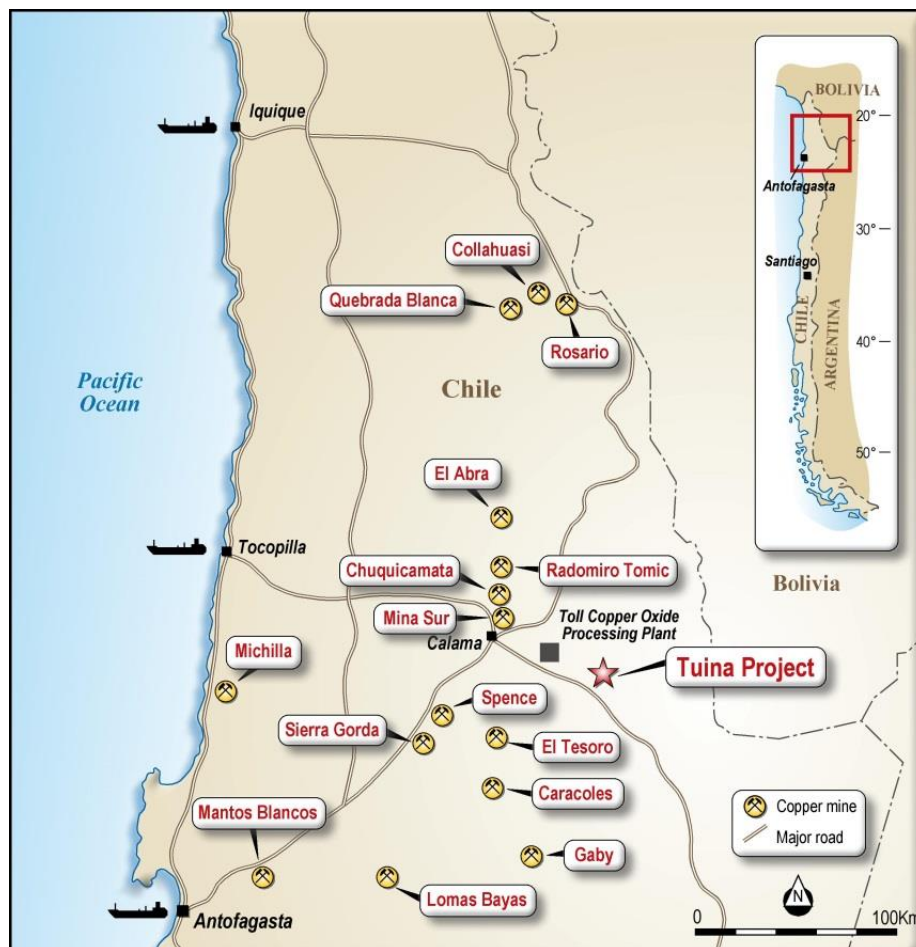 Iquique
BOLIVIA
20°
Antofagasta
30°
Santiago
CHILE
ARGENTINA
40°
50°
Collahuasi
Quebrada Blanca
Rosario
Pacific
Ocean
Chile
El Abra
Tocopilla
Chuquicamata
Radomiro Tomic
Bolivia
Mina Sur
Toll Copper Oxide
Processing Plant
Calama
Michilla
Tuina Project
Spence
Sierra Gorda
El Tesoro
Caracoles
Mantos Blancos
Copper mine
Major road
Gaby
Lomas Bayas
N
Antofagasta
0 100Km